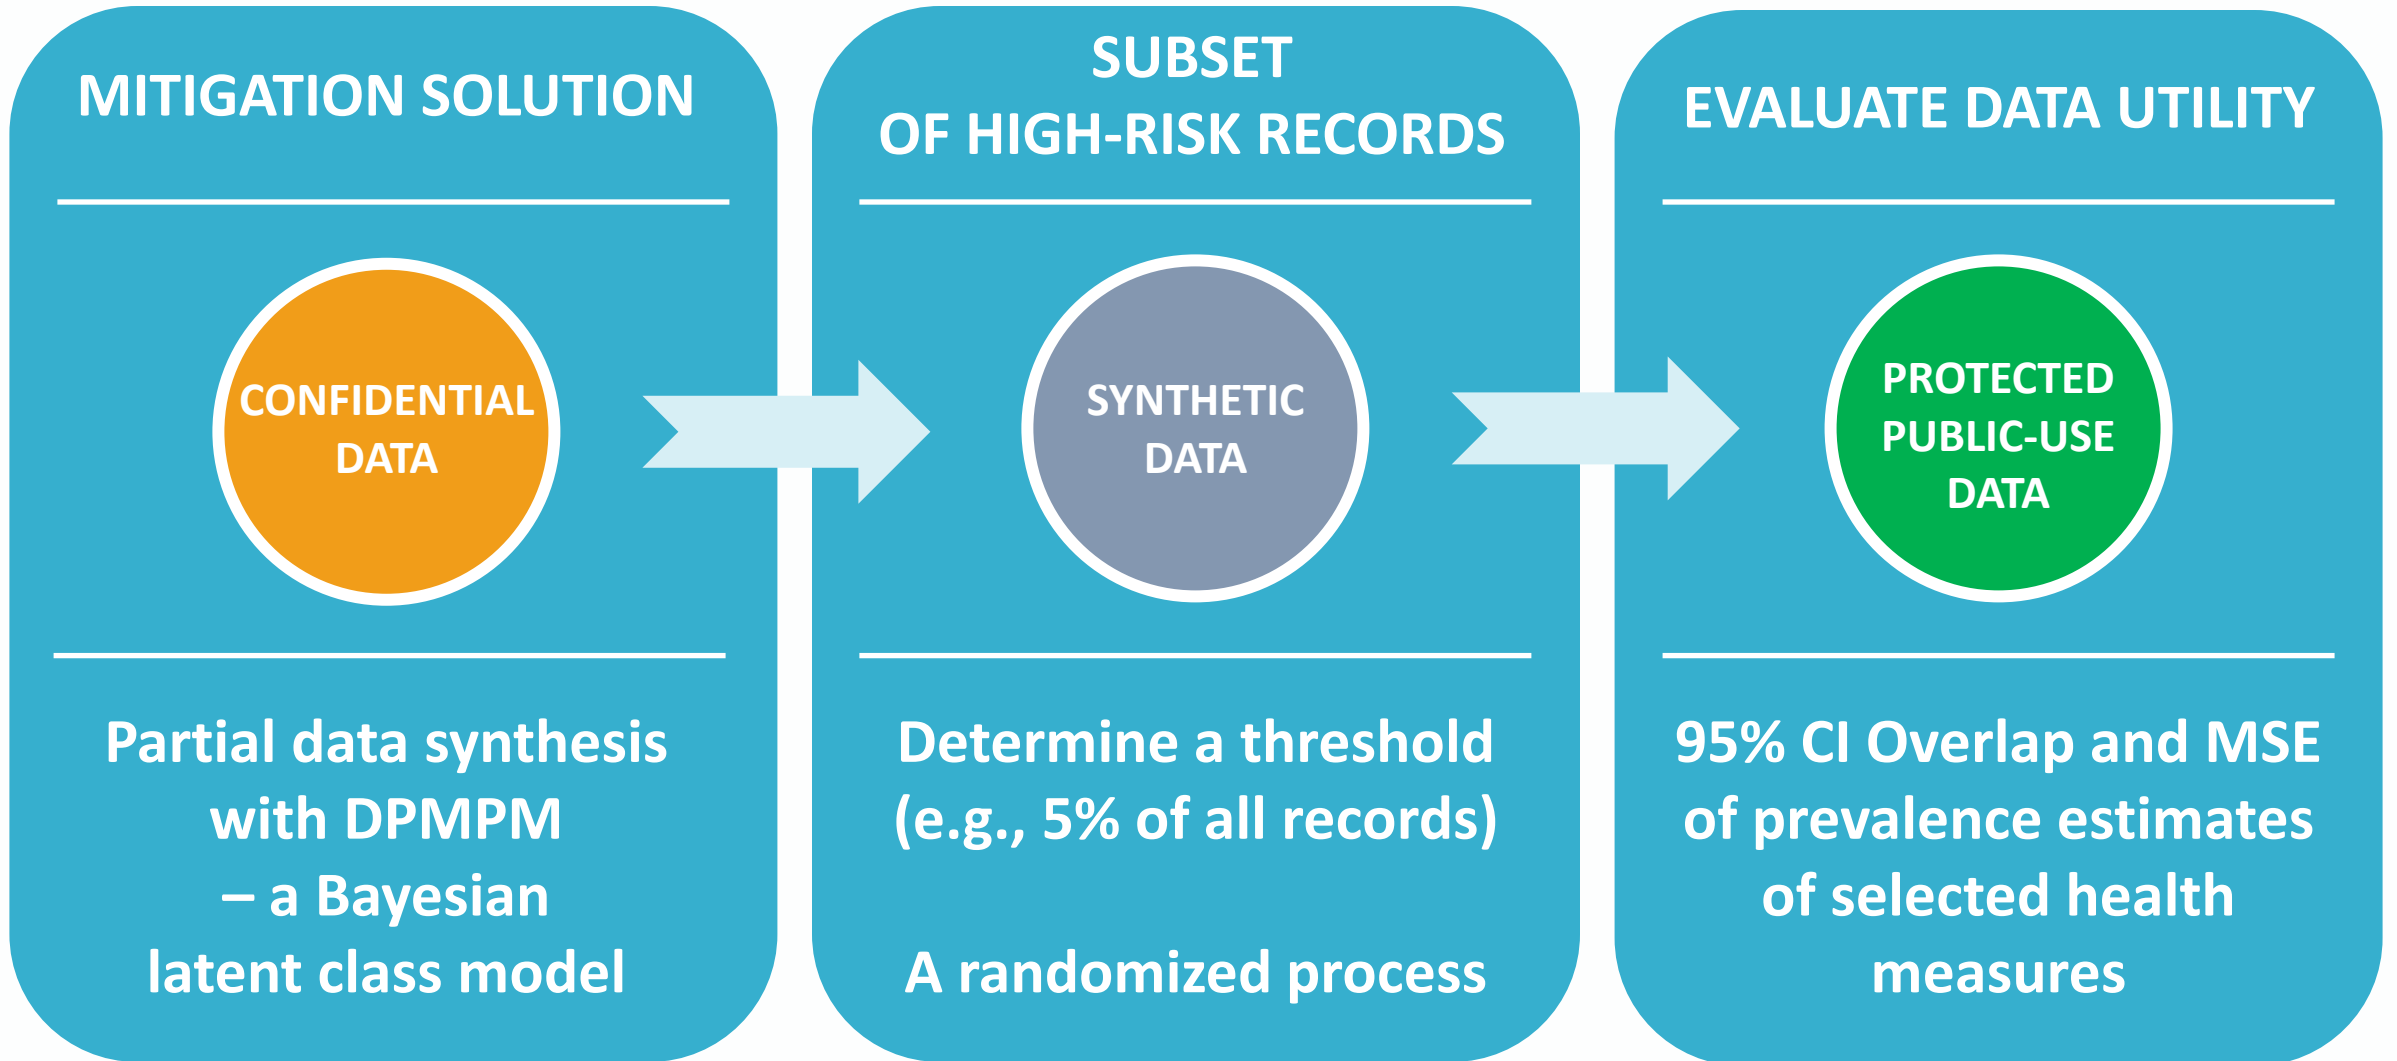 MITIGATION SOLUTION
CONFIDENTIAL
DATA
Partial data synthesis
with DPMPM
– a Bayesian
latent class model
SUBSET
OF HIGH-RISK RECORDS
SYNTHETIC
DATA
Determine a threshold
(e.g., 5% of all records)
A randomized process
EVALUATE DATA UTILITY
PROTECTED
PUBLIC-USE
DATA
95% CI Overlap and MSE
of prevalence estimates
of selected health
measures